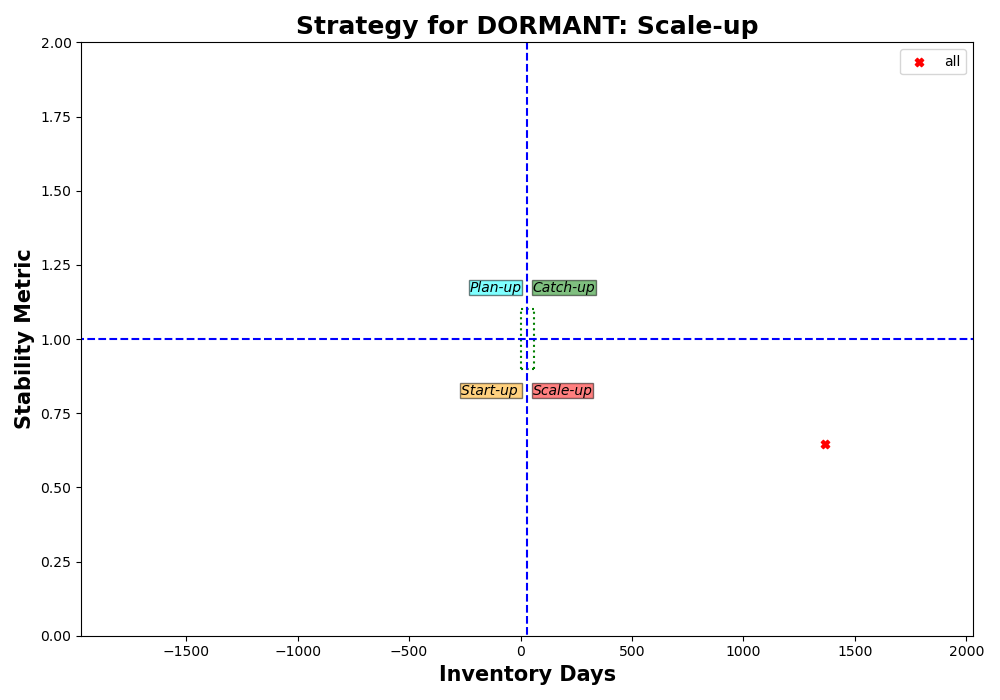 Strategy for DORMANT: Scale-up
all
2.00
1.75
1.50
1.25
1.00
0.75
0.50
0.25
0.00
Stability Metric
Plan-up
Catch-up
Start-up
Scale-up
−1500
−1000
−500
0
500
1000
1500
2000
Inventory Days